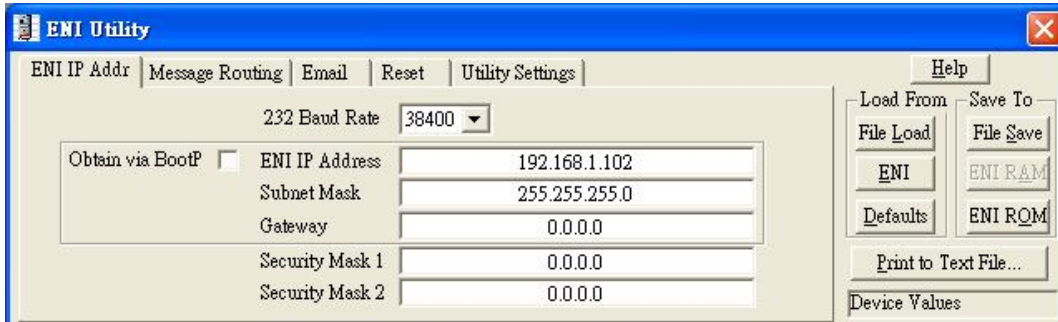 ENI Utility
ENI IP Addr Message Routing Email Reset Utility Settings
Help
232 Baud Rate 38400
Obtain via BootP ENI IP Address 192.168.1.102
Subnet Mask 255.255.255.0
Gateway 0.0.0.0
Security Mask 1 0.0.0.0
Security Mask 2 0.0.0.0
Load From Save To
File Load File Save
ENI ENI RAM
Defaults ENI ROM
Print to Text File...
Device Values